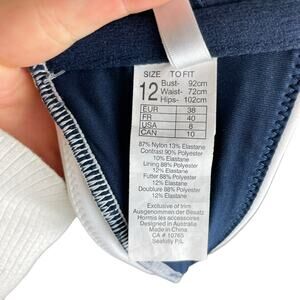 SIZE TO FIT
12 Bust- 92cm
Waist- 72cm
Hips- 102cm
EUR 38
FR 40
USA 8
CAN 10
87% Nylon 13% Elastane
Contrast 90% Polyester
10% Elastane
Lining 88% Polyester
12% Elastane
Futter 88% Polyester
12% Elastane
Doublure 88% Polyester
12% Elastane
Exclusive of trim
Ausgenommen der Besatz
Hormis les accessoires
Designed in Australia
Made in China
CA # 10765
Seafolly P/L